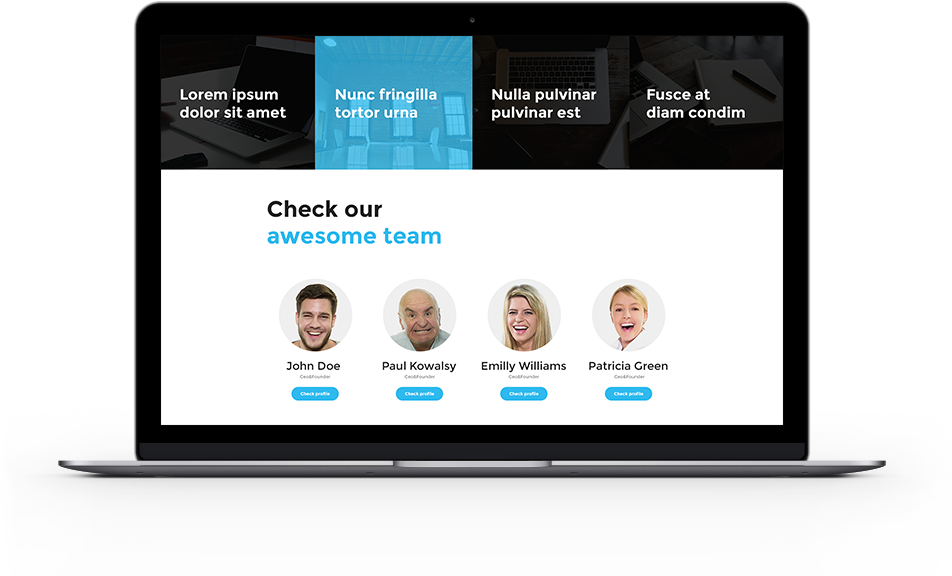 Lorem ipsum
dolor sit amet
Nunc fringilla
tortor urna
Nulla pulvinar
pulvinar est
Fusce at
diam condim
Check our
awesome team
John Doe
Paul Kowalsy
Emilly Williams
Patricia Green
Ceo&Founder
Ceo&Founder
Ceo&Founder
Ceo&Founder
Check profile
Check profile
Check profile
Check profile